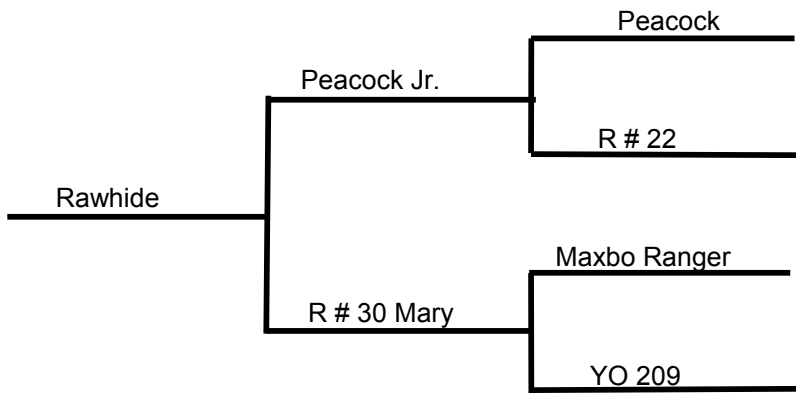 Peacock
Peacock Jr.
R # 22
Rawhide
Maxbo Ranger
R # 30 Mary
YO 209